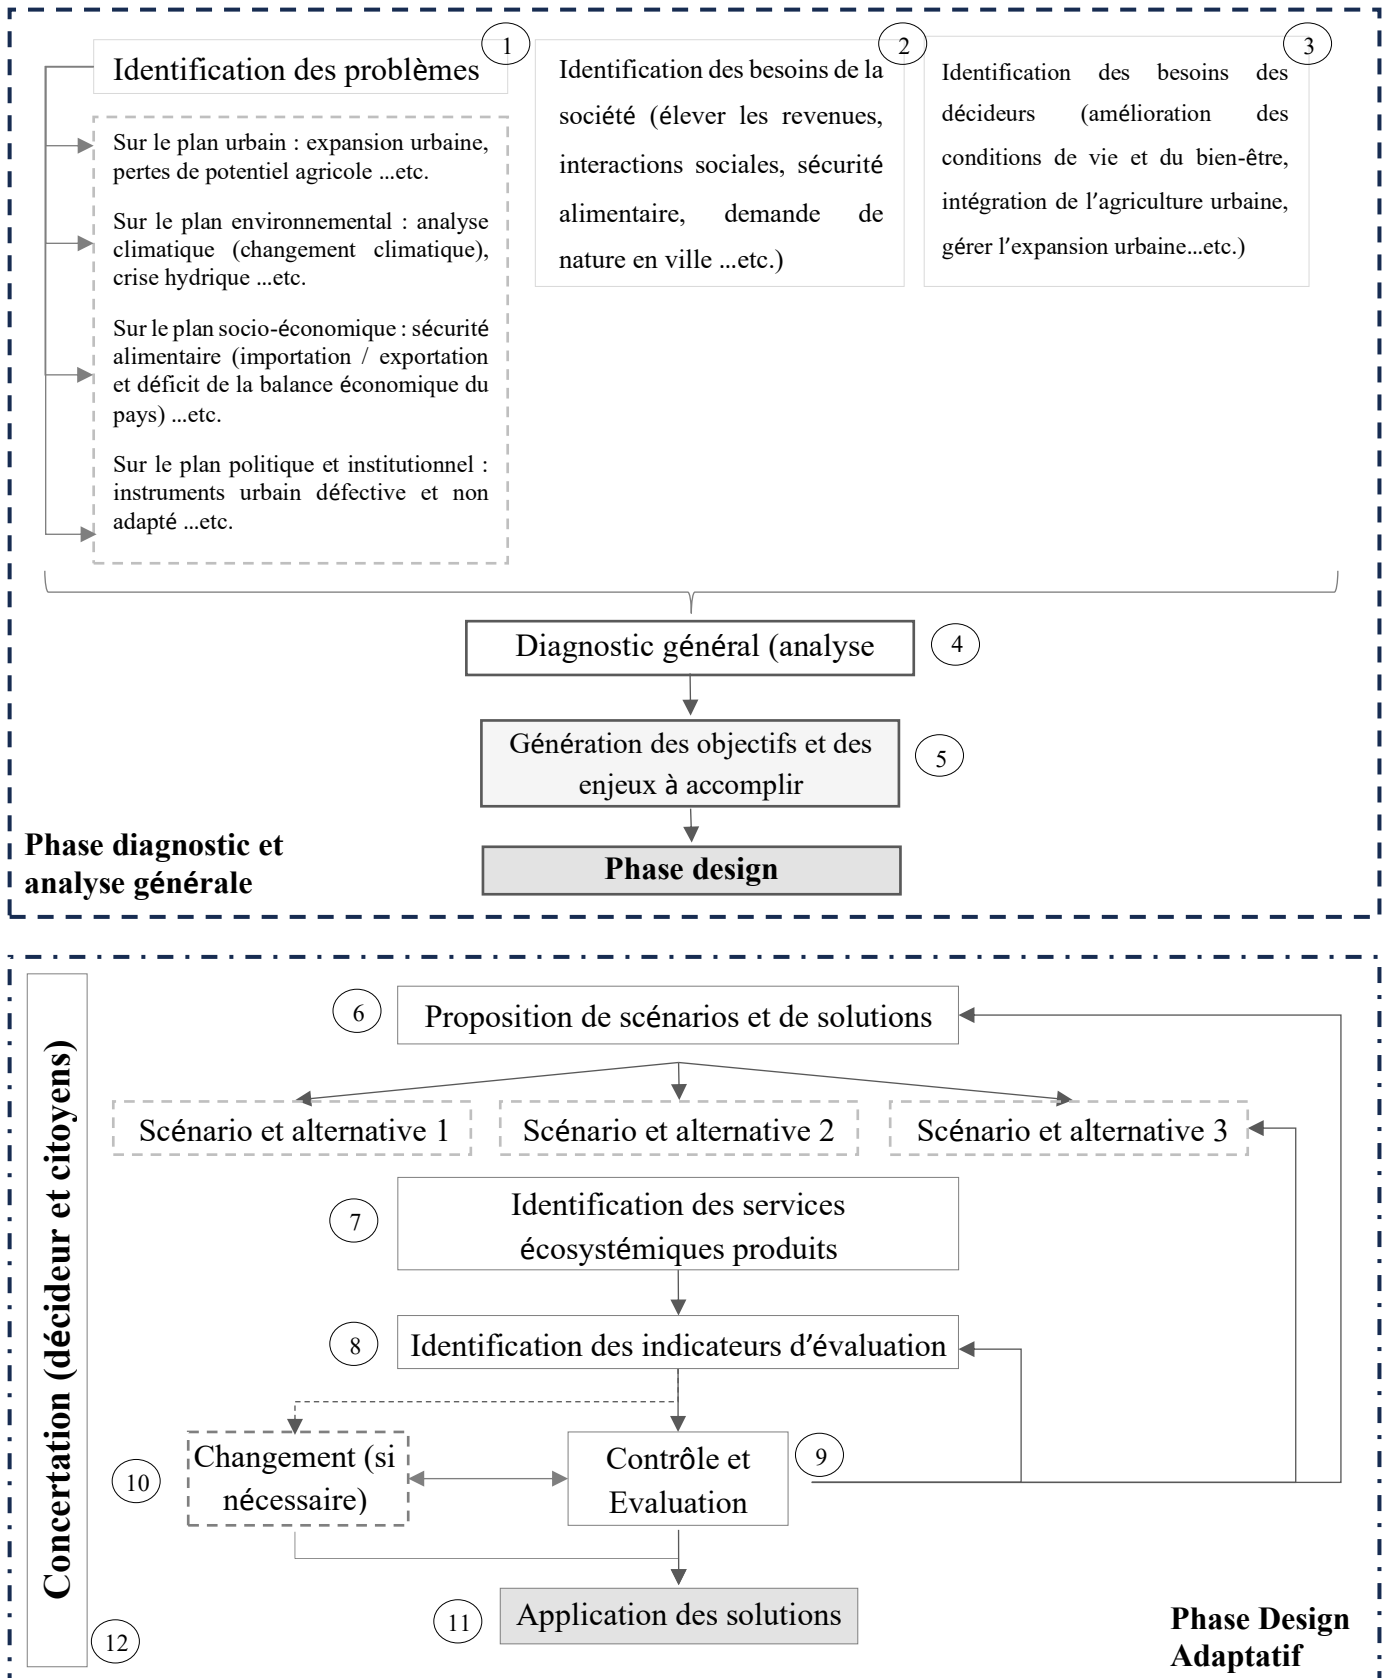 1
Identification des problèmes
Sur le plan urbain : expansion urbaine,
pertes de potentiel agricole ...etc.
Sur le plan environnemental : analyse
climatique (changement climatique),
crise hydrique ...etc.
Sur le plan socio-économique : sécurité
alimentaire (importation / exportation
et déficit de la balance économique du
pays) ...etc.
Sur le plan politique et institutionnel :
instruments urbain défective et non
adapté ...etc.
2
Identification des besoins de la
société (élever les revenues,
interactions sociales, sécurité
alimentaire, demande de
nature en ville ...etc.)
3
Identification des besoins des
décideurs (amélioration des
conditions de vie et du bien-être,
intégration de l'agriculture urbaine,
gérer l'expansion urbaine...etc.)
Diagnostic général (analyse
4
Génération des objectifs et des
enjeux à accomplir
5
Phase diagnostic et
analyse générale
Phase design
Concertation (décideur et citoyens)
12
6
Proposition de scénarios et de solutions
Scénario et alternative 1
Scénario et alternative 2
Scénario et alternative 3
7
Identification des services
écosystémiques produits
8
Identification des indicateurs d'évaluation
10
Changement (si
nécessaire)
Contrôle et
Evaluation
9
11
Application des solutions
Phase Design
Adaptatif